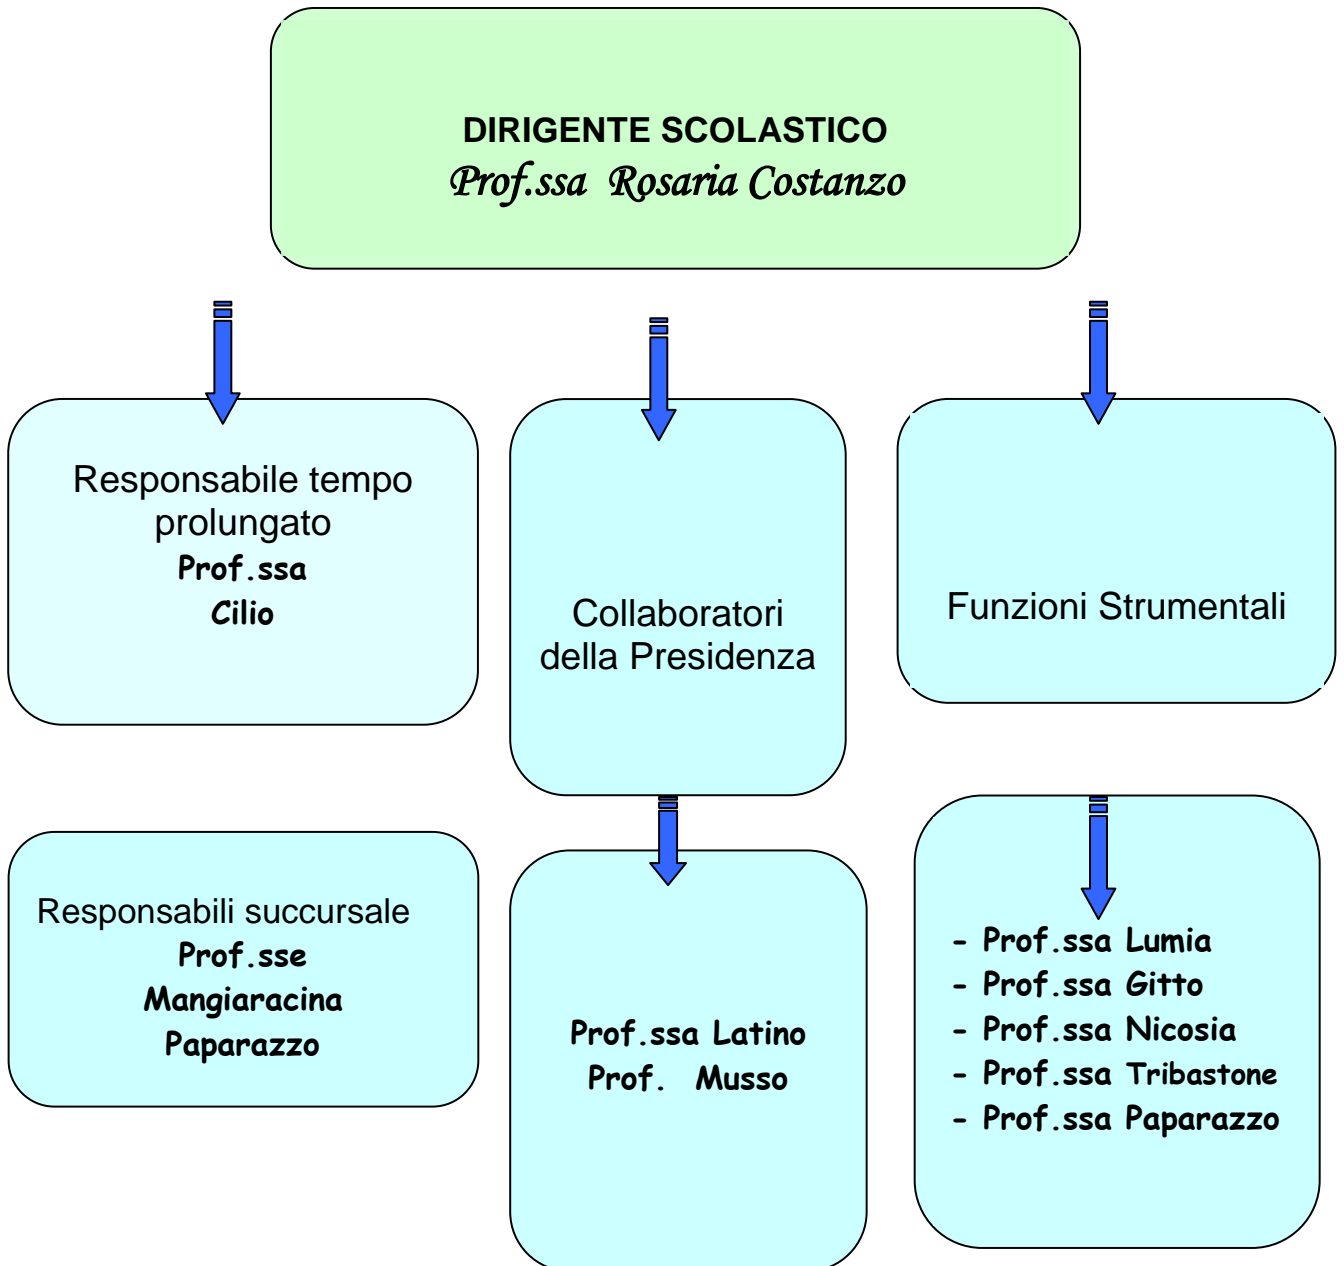 DIRIGENTE SCOLASTICO
Prof.ssa Rosaria Costanzo
Responsabile tempo
prolungato
Prof.ssa
Cilio
Collaboratori
della Presidenza
Funzioni Strumentali
Responsabili succursale
Prof.sse
Mangiaracina
Paparazzo
Prof.ssa Latino
Prof. Musso
- Prof.ssa Lumia
- Prof.ssa Gitto
- Prof.ssa Nicosia
- Prof.ssa Tribastone
- Prof.ssa Paparazzo